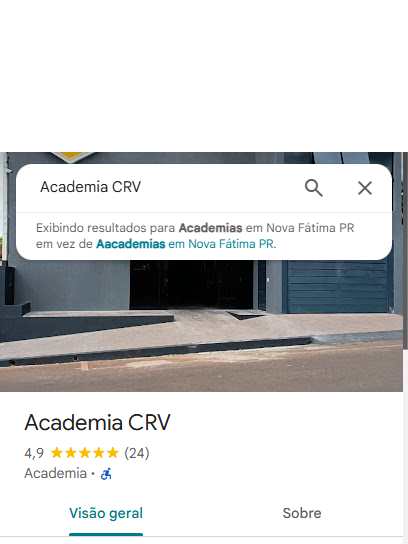 Academia CRV
Exibindo resultados para Academias em Nova Fátima PR
em vez de Aacademias em Nova Fátima PR.
Academia CRV
4,9 ★★★★★ (24)
Academia ·
Visão geral
Sobre